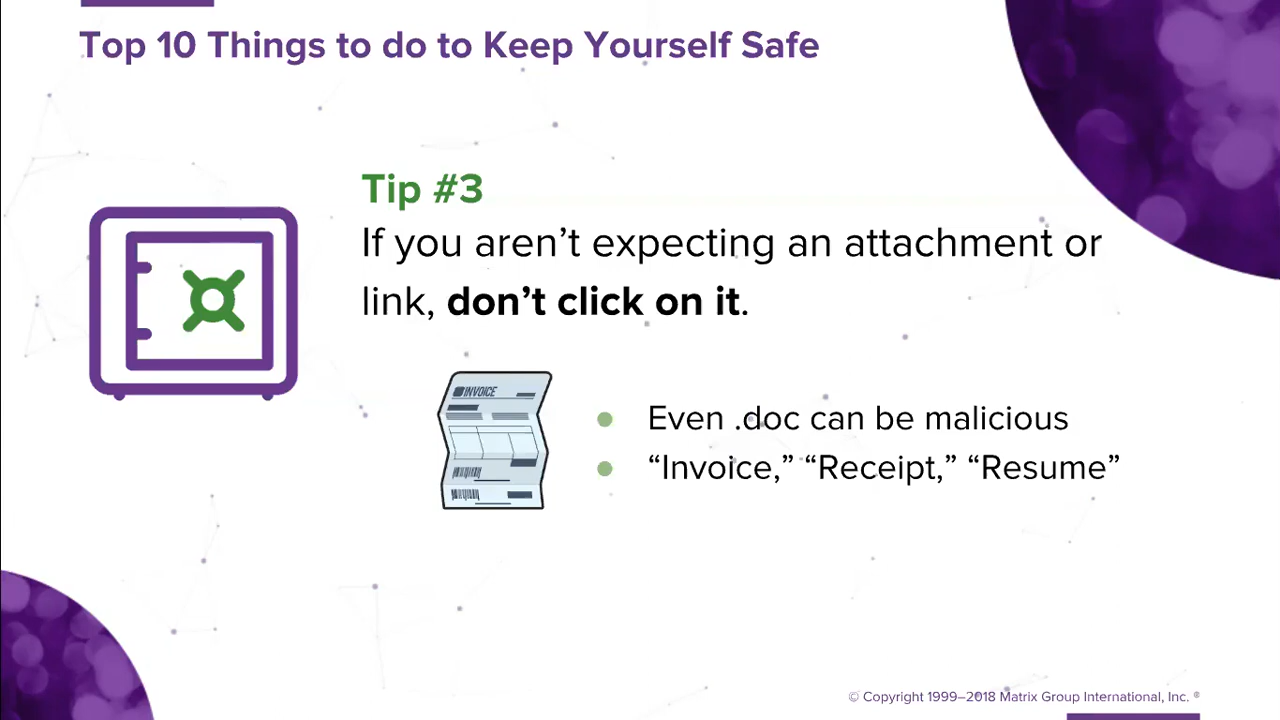 Top 10 Things to do to Keep Yourself Safe
Tip #3
If you aren’t expecting an attachment or
link, don’t click on it.
INVOICE
Even .doc can be malicious
“Invoice,” “Receipt,” “Resume”
© Copyright 1999–2018 Matrix Group International, Inc. ®